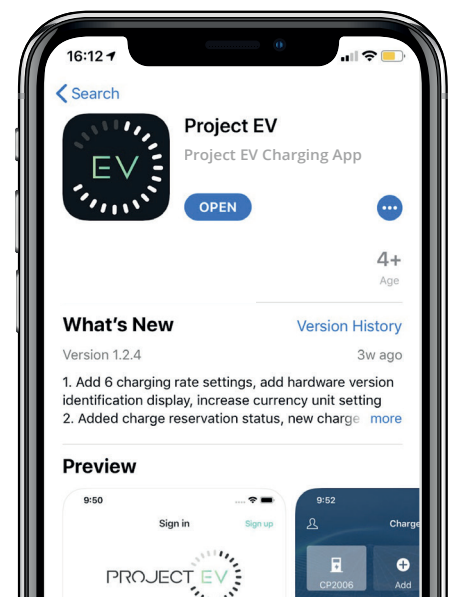 16:12
Search
EV
Project EV
Project EV Charging App
OPEN
4+
Age
What's New
Version History
Version 1.2.4
3w ago
1. Add 6 charging rate settings, add hardware version
identification display, increase currency unit setting
2. Added charge reservation status, new charge more
Preview
9:50
Sign in
Sign up
PROJECT EV
9:52
Charge
CP2006
Add